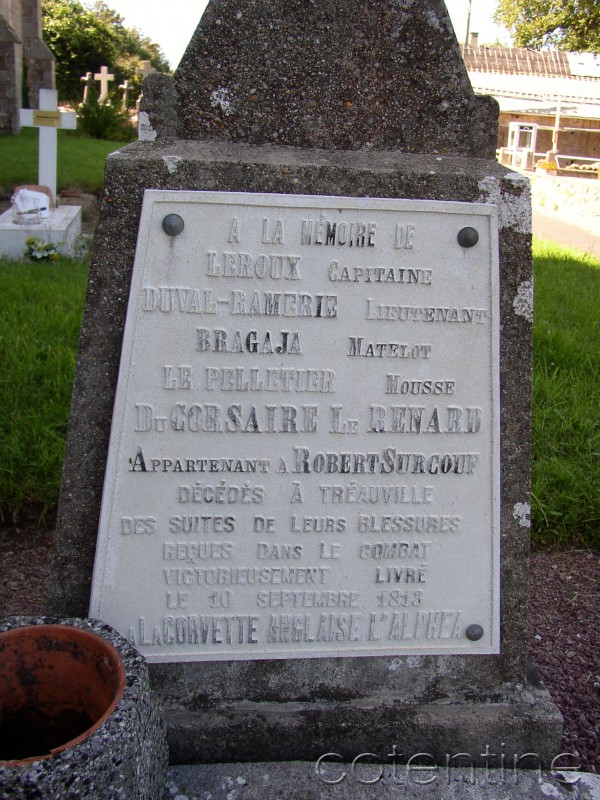 A LA MÉMOIRE DE
LEROUX CAPITAINE
DUVAL-RAMERIE LIEUTENANT
BRAGAJA MATELOT
LE PELLETIER MOUSSE
DU CORSAIRE LE RENARD
APPARTENANT À ROBERT SURCOUF
DÉCÉDÉS À TRÉAUVILLE
DES SUITES DE LEURS BLESSURES
REÇUES DANS LE COMBAT
VICTORIEUSEMENT LIVRÉ
LE 10 SEPTEMBRE 1813
A LA CORVETTE ANGLAISE L'ALPHEA
cotentine